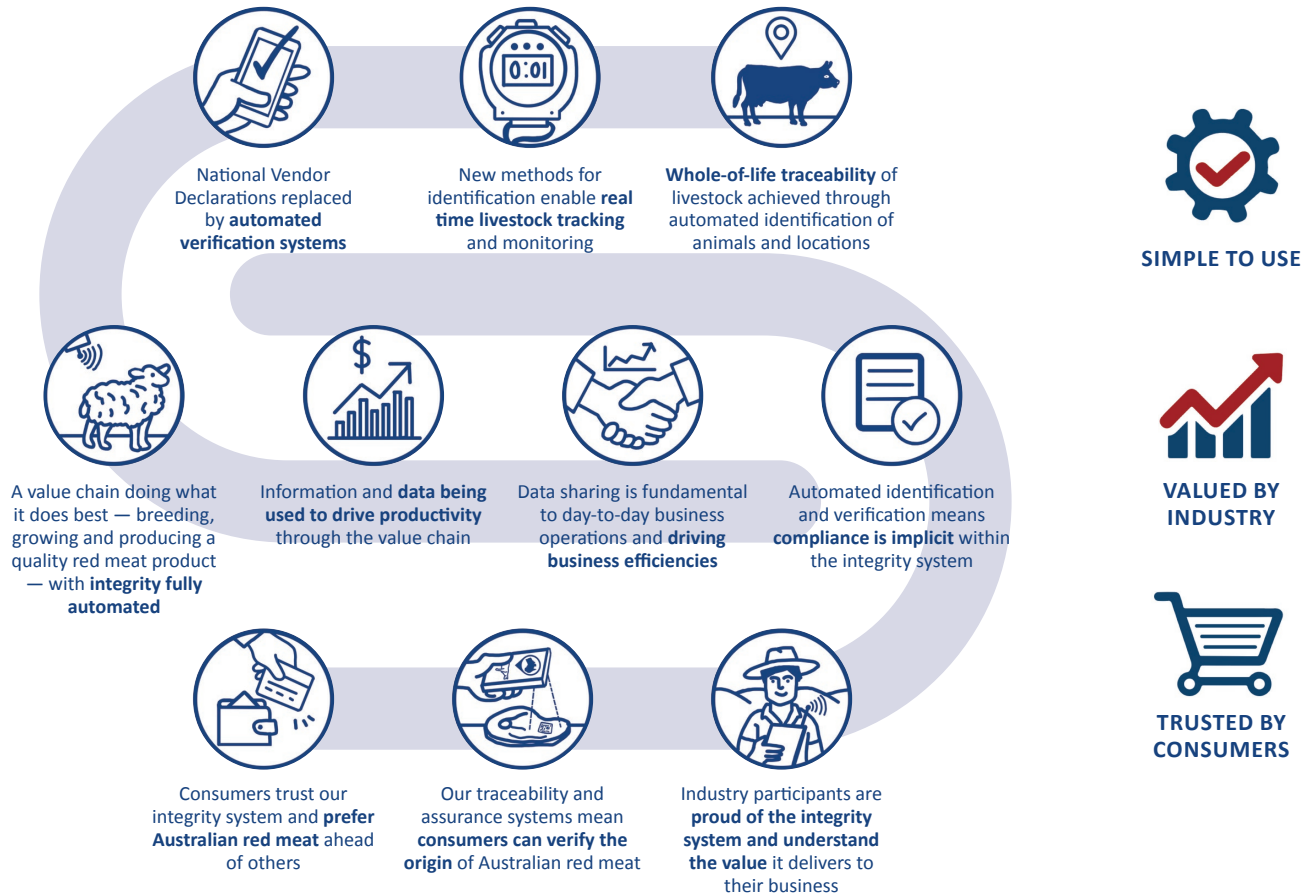 0:01
National Vendor
Declarations replaced
by automated
verification systems
New methods for
identification enable real
time livestock tracking
and monitoring
Whole-of-life traceability of
livestock achieved through
automated identification of
animals and locations
SIMPLE TO USE
$
A value chain doing what
it does best — breeding,
growing and producing a
quality red meat product
— with integrity fully
automated
Information and data being
used to drive productivity
through the value chain
Data sharing is fundamental
to day-to-day business
operations and driving
business efficiencies
Automated identification
and verification means
compliance is implicit within
the integrity system
VALUED BY
INDUSTRY
Consumers trust our
integrity system and prefer
Australian red meat ahead
of others
Our traceability and
assurance systems mean
consumers can verify the
origin of Australian red meat
Industry participants are
proud of the integrity
system and understand
the value it delivers to
their business
TRUSTED BY
CONSUMERS